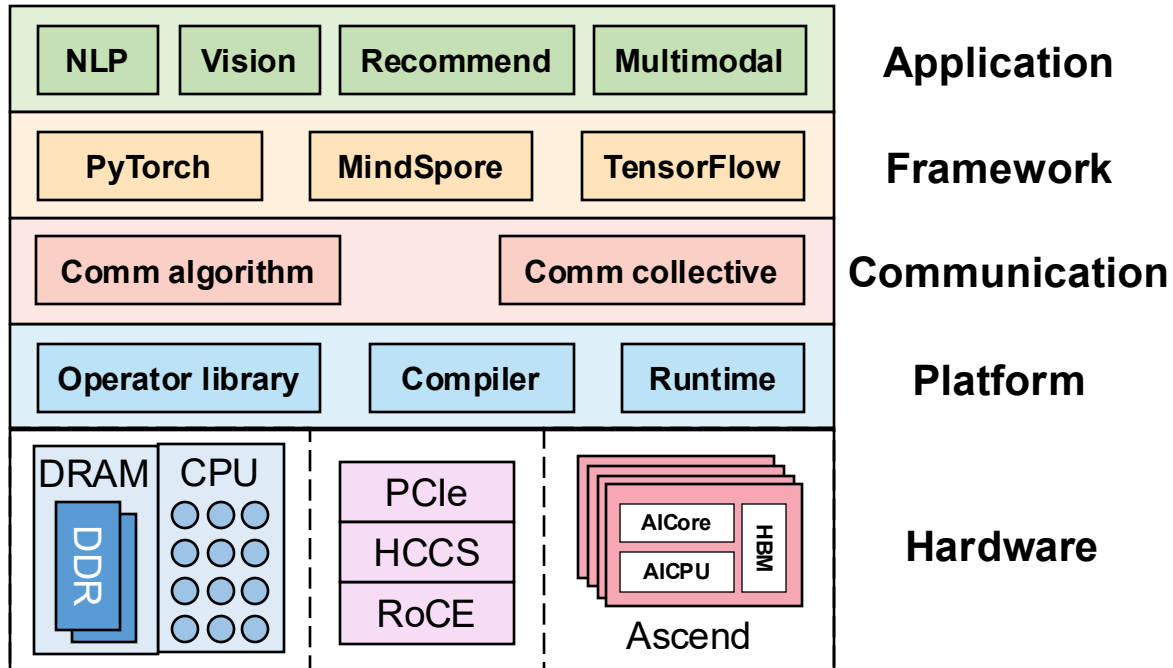 NLP
Vision
Recommend
Multimodal
Application
PyTorch
MindSpore
TensorFlow
Framework
Comm algorithm
Comm collective
Communication
Operator library
Compiler
Runtime
Platform
DRAM
DDR
CPU
PCIe
HCCS
RoCE
AICore
AICPU
HBM
Ascend
Hardware